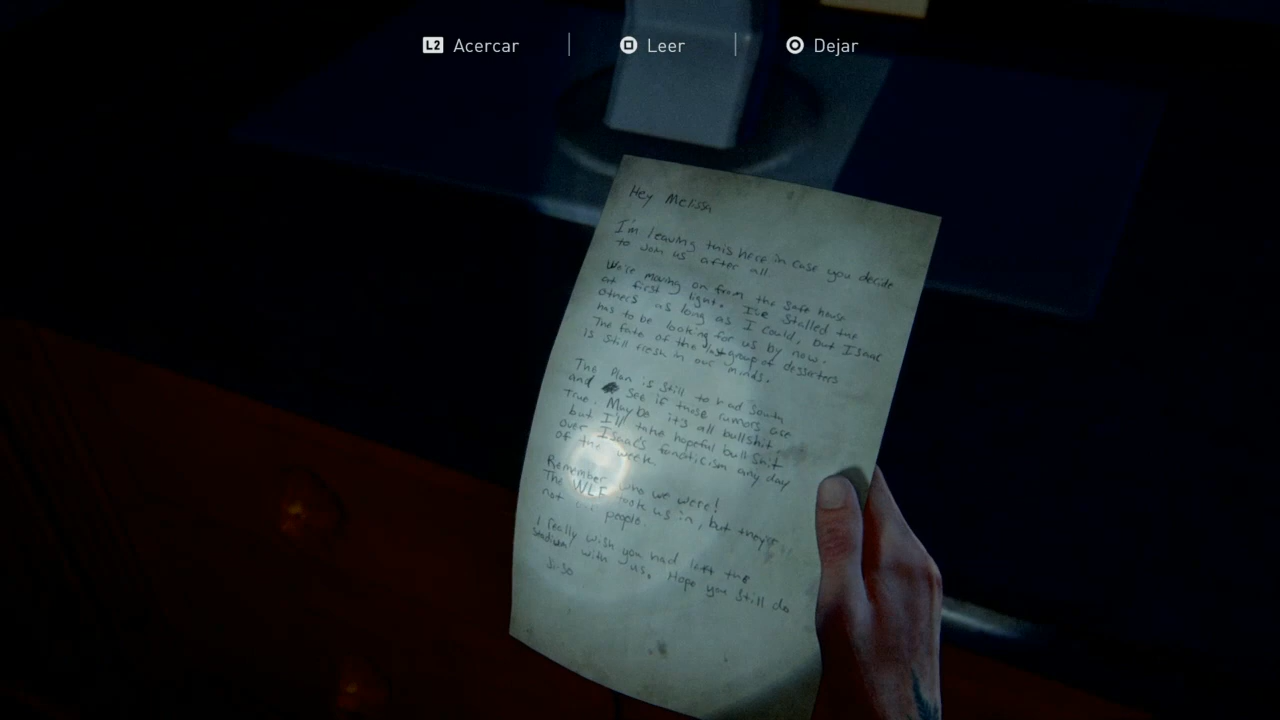 L2 Acercar
Leer
Dejar
Hey Melissa
I'm leaving this here in case you decide
to join us after all.
We're moving on from the safe house
at first light. I've stalled the
others as long as I could, but Isaac
has to be looking for us by now.
The fate of the last group of desserters
is still fresh in our minds.
The Plan is still to head South
and see if those rumors are
true. Maybe it's all bullshit
but I'll take hopeful bullshit
over Isaac's fanaticism any day
of the week.
Remember who we were!
The WLF took us in, but they're
not our people.
I really wish you had left the
stadium with us. Hope you still do
Ji-So